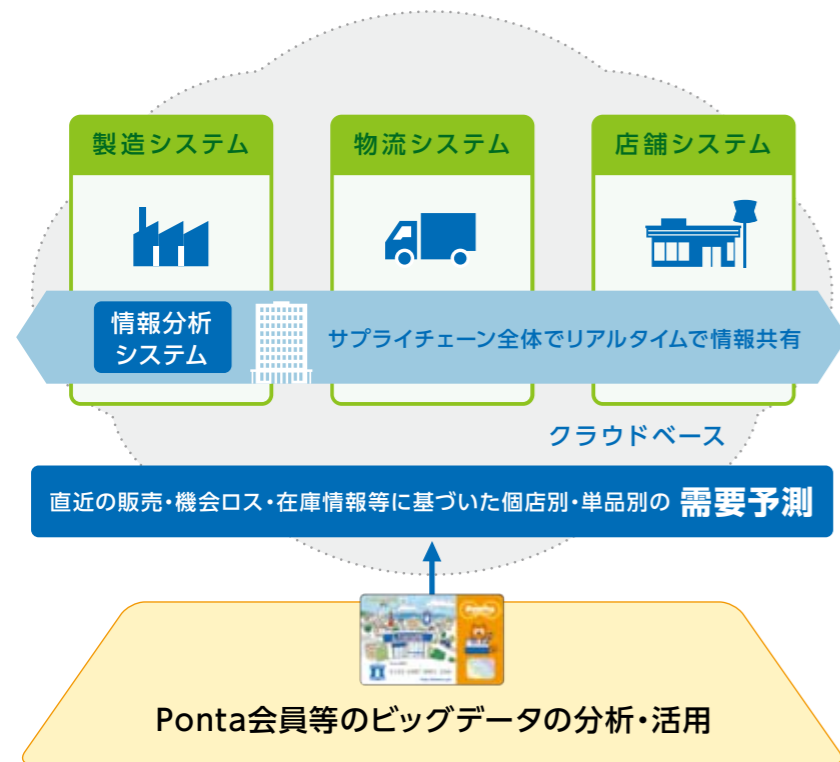 製造システム
物流システム
店舗システム
情報分析
システム
サプライチェーン全体でリアルタイムで情報共有
クラウドベース
直近の販売・機会ロス・在庫情報等に基づいた個店別・単品別の 需要予測
Ponta会員等のビッグデータの分析・活用